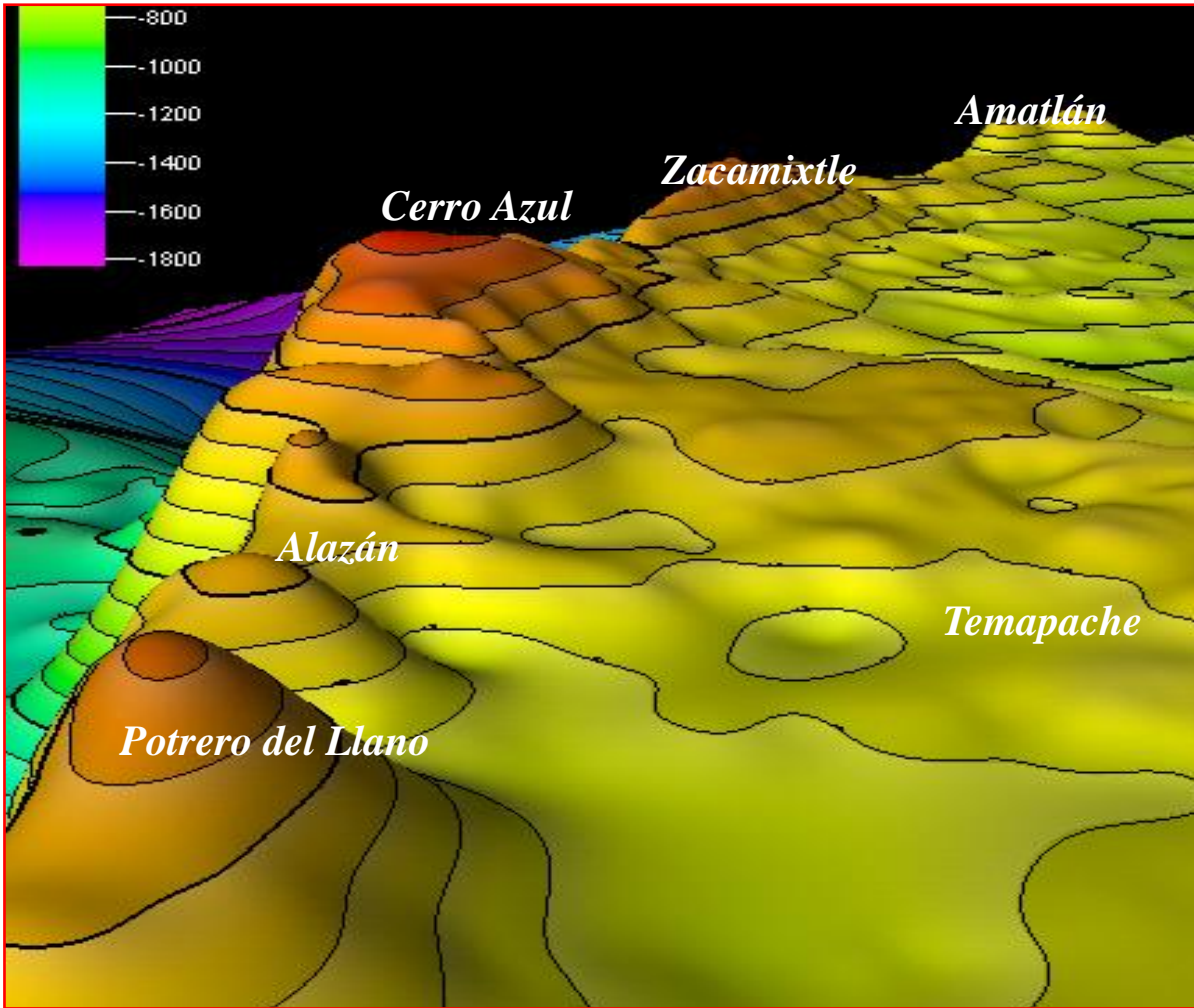 -800
-1000
-1200
-1400
-1600
-1800
Amatlán
Zacamixtle
Cerro Azul
Alazán
Temapache
Potrero del Llano